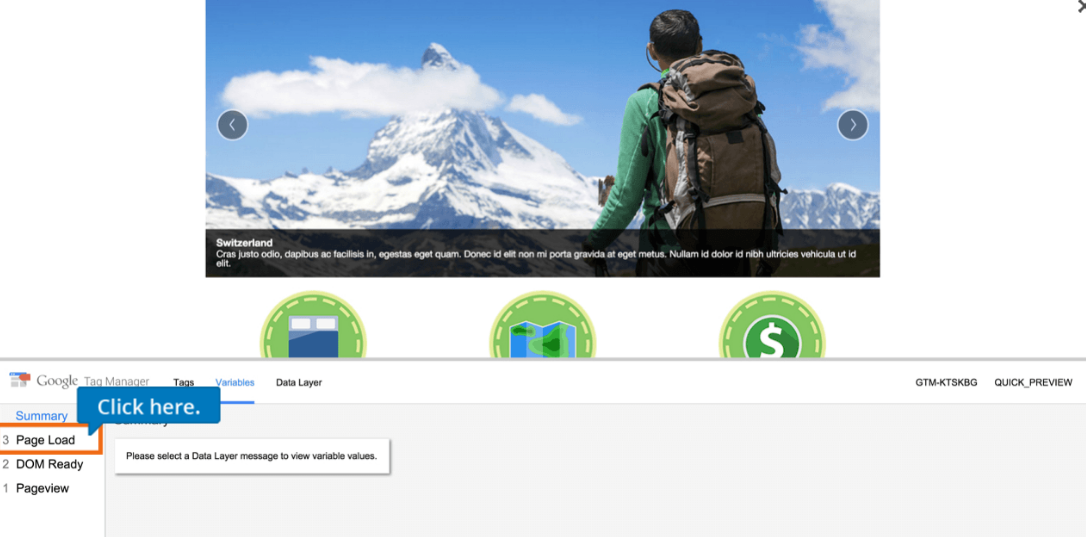 Switzerland
Cras justo odio, dapibus ac facilisis in, egestas eget quam. Donec id elit non mi porta gravida at eget metus. Nullam id dolor id nibh ultricies vehicula ut id
elit.
$
Google Tag Manager Tags Variables Data Layer GTM-KTSKBG QUICK_PREVIEW
Click here.
Summary
Summary
3 Page Load
Please select a Data Layer message to view variable values.
2 DOM Ready
1 Pageview